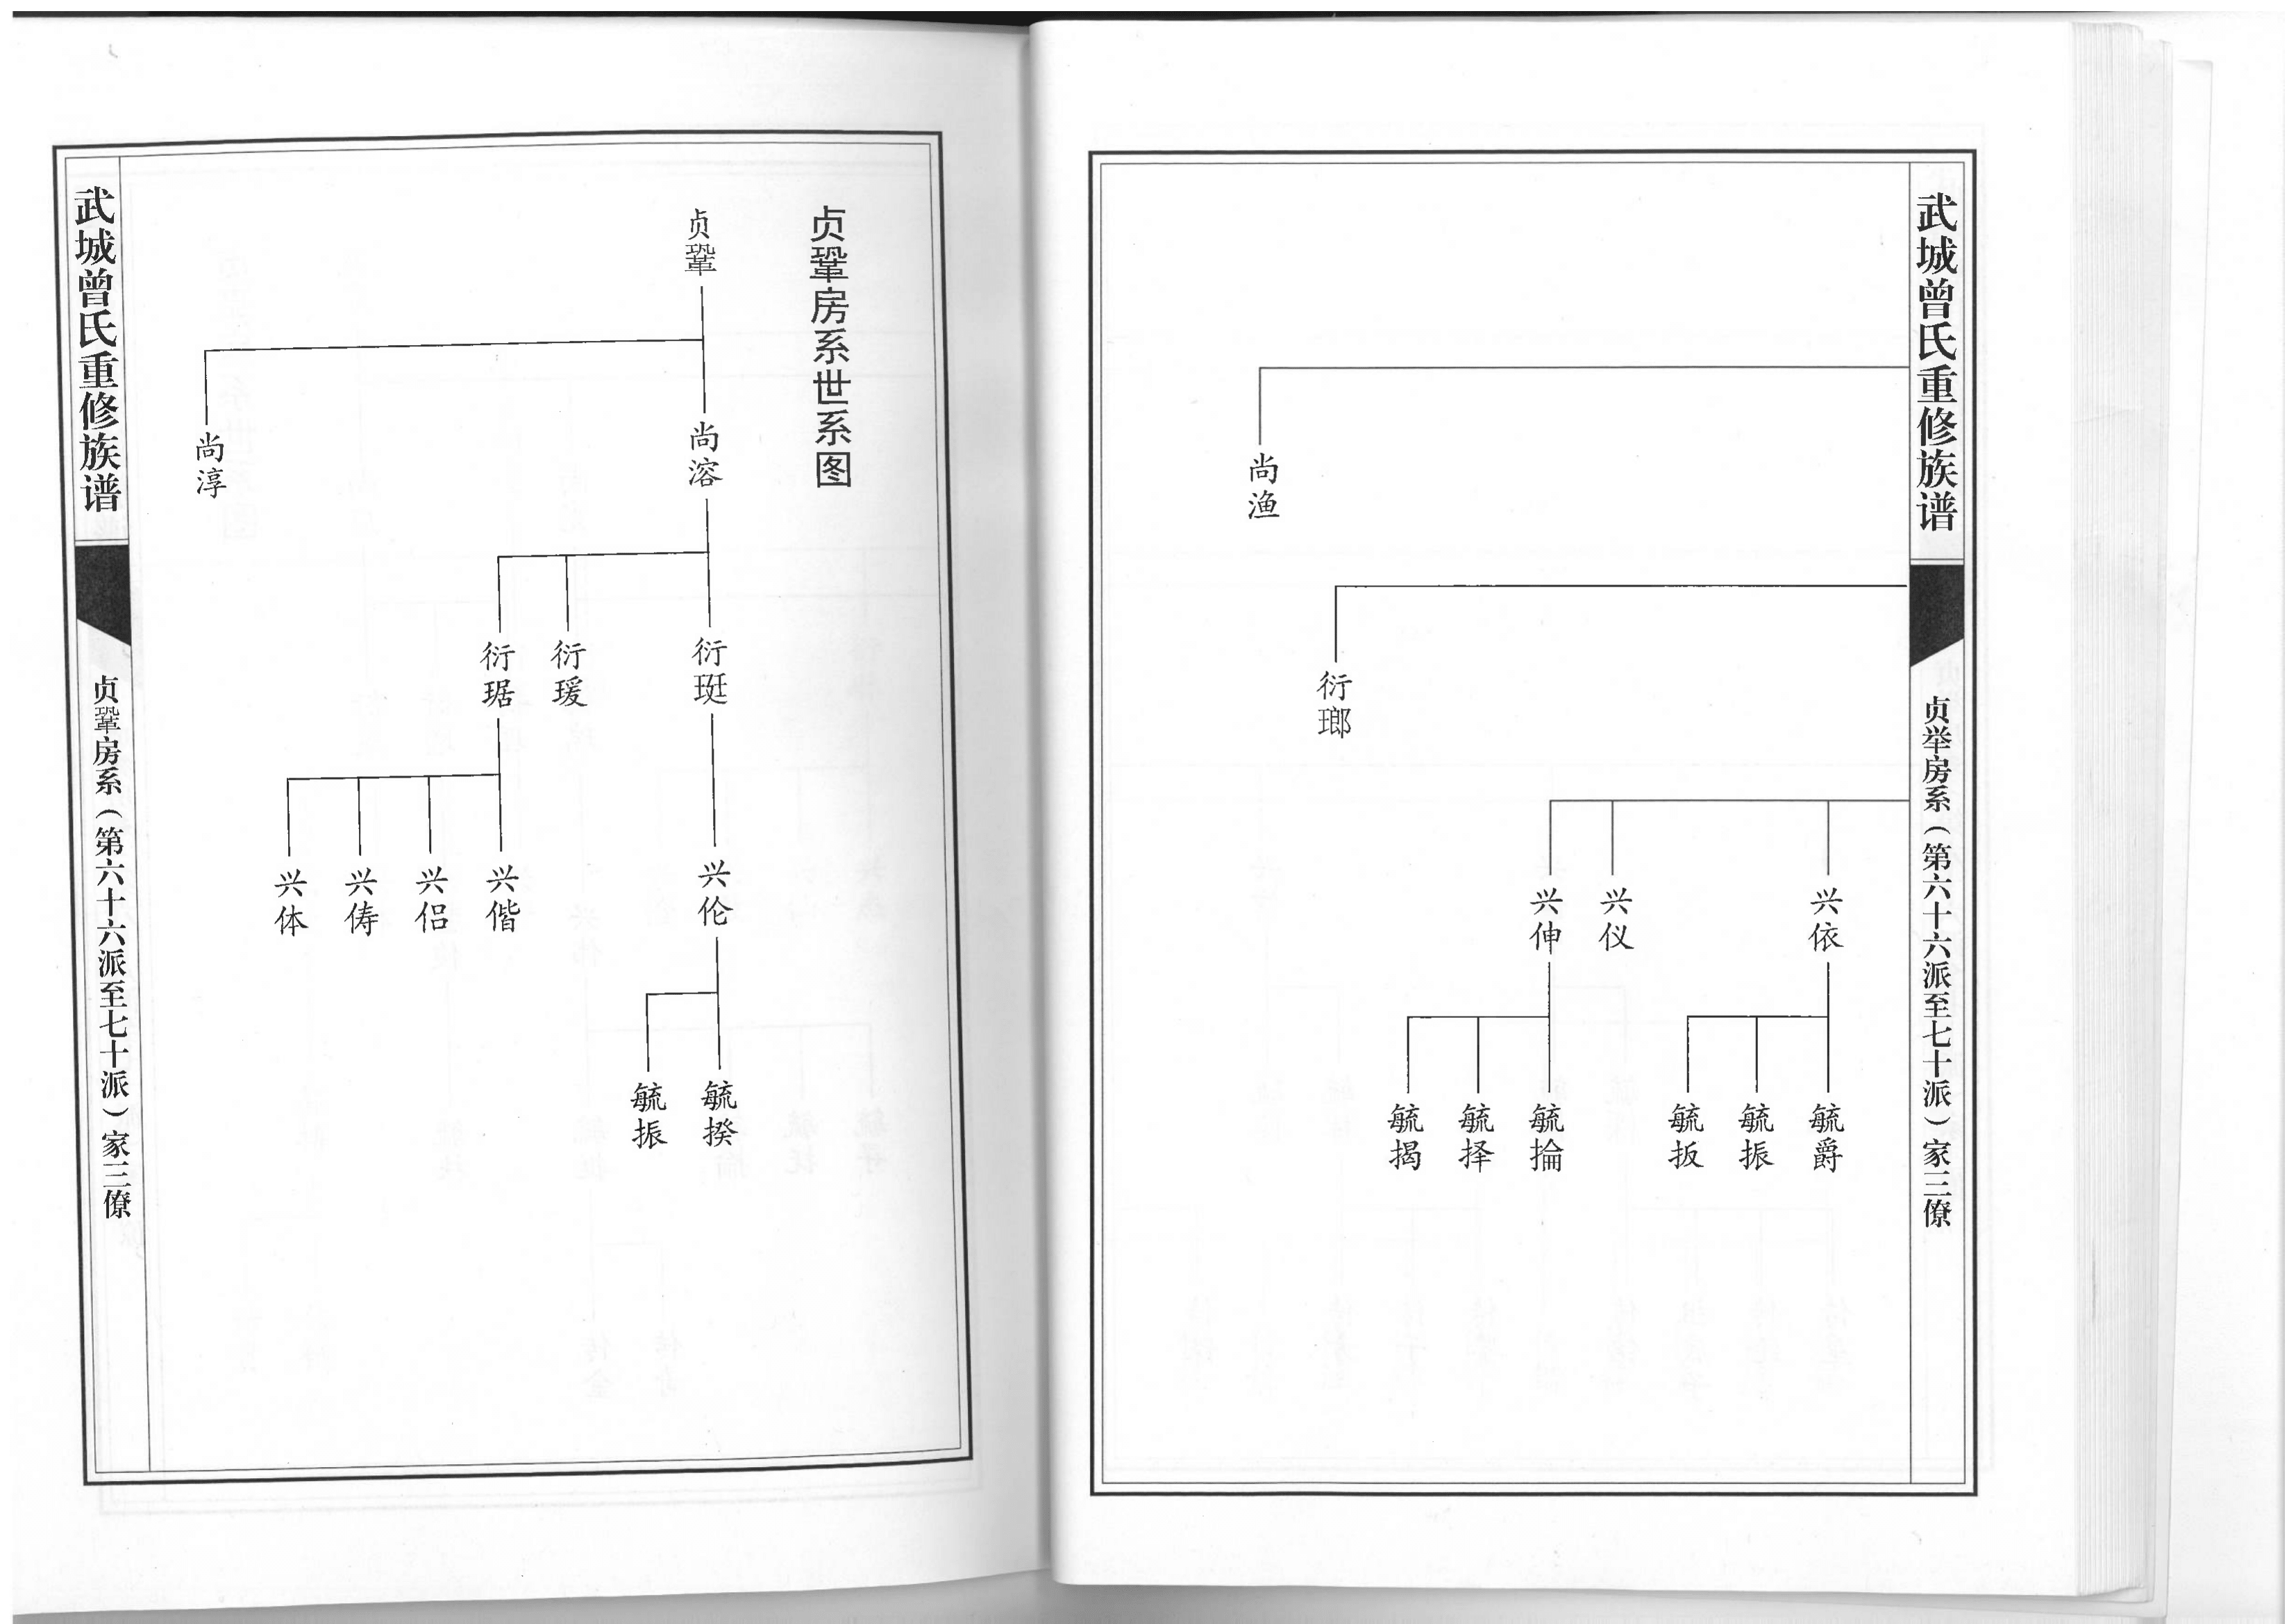 武城曾氏重修族谱
贞举房系（第六十六派至七十派）家三僚
尚渔
衍瑯
兴依
兴仪
兴伸
毓爵
毓振
毓扳
毓掄
毓择
毓揭
贞鞏房系世系图
贞鞏
尚溶
尚淳
衍珽
衍瑗
衍琚
兴伦
兴偕
兴侣
兴俦
兴体
毓揆
毓振
武城曾氏重修族谱
贞鞏房系（第六十六派至七十派）家三僚